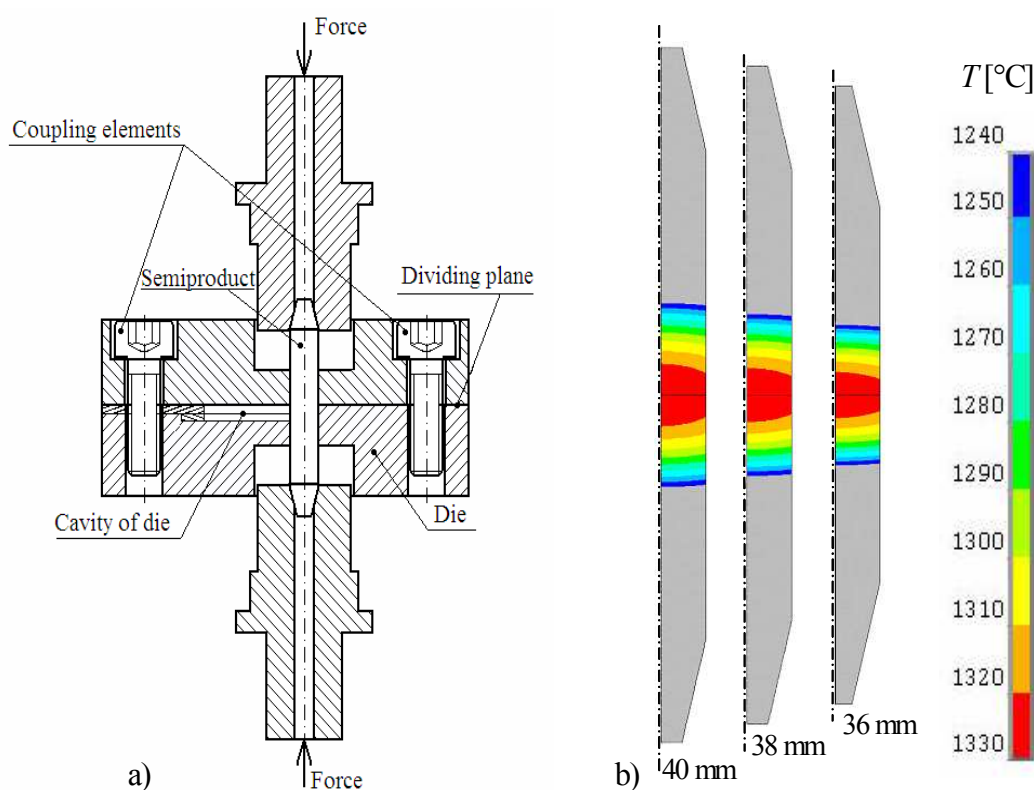 Force
Coupling elements
Semiproduct
Dividing plane
Cavity of die
Die
a)
Force
T [°C]
1240
1250
1260
1270
1280
1290
1300
1310
1320
1330
b)
40 mm
38 mm
36 mm